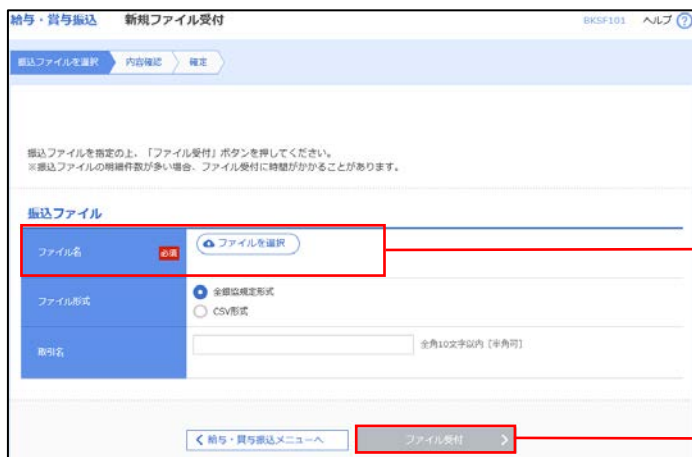 給与・賞与振込 新規ファイル受付 BKSF101 ヘルプ ?
振込ファイルを選択 内容確認 確定
振込ファイルを指定の上、「ファイル受付」ボタンを押してください。
※振込ファイルの明細件数が多い場合、ファイル受付に時間がかかることがあります。
振込ファイル
ファイル名 必須 ファイルを選択
ファイル形式 全銀協規定形式
CSV形式
取引名 全角10文字以内 [半角可]
給与・賞与振込メニューへ ファイル受付